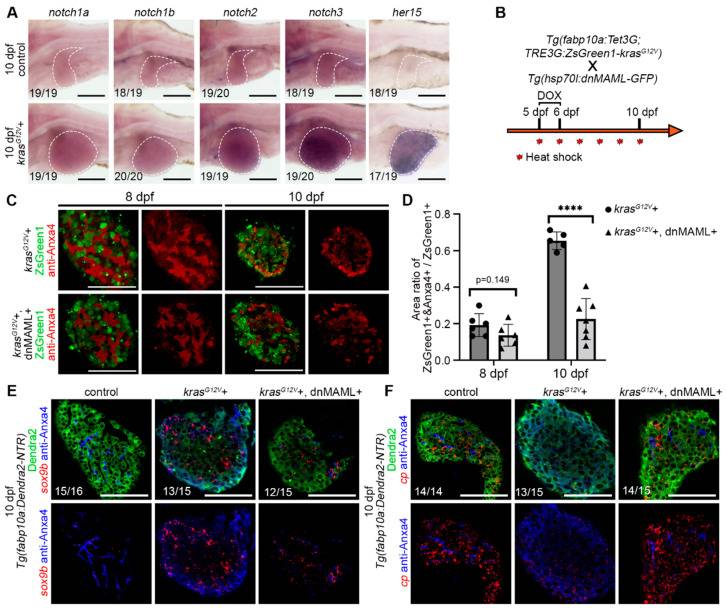 A
notch1a notch1b notch2 notch3 her15
10 dpf
control
19/19 18/19 19/20 18/19 18/19
10 dpf
krasG12V+
19/19 20/20 19/19 19/20 17/19
B
Tg(fabp10a:Tet3G;
TRE3G:ZsGreen1-krasG12V)
X
Tg(hsp70l:dnMAML-GFP)
DOX
5 dpf 6 dpf 10 dpf
Heat shock
C
8 dpf 10 dpf
krasG12V+
ZsGreen1
anti-Anxa4
krasG12V+
dnMAML+
ZsGreen1
anti-Anxa4
D
krasG12V+
krasG12V+, dnMAML+
Area ratio of
ZsGreen1+&Anxa4+ / ZsGreen1+
0.8
0.6
0.4
0.2
0.0
p=0.149
****
8 dpf 10 dpf
E
control krasG12V+ krasG12V+, dnMAML+
10 dpf
Tg(fabp10a:Dendra2-NTR)
Dendra2
sox9b anti-Anxa4
15/16 13/15 12/15
sox9b anti-Anxa4
F
control krasG12V+ krasG12V+, dnMAML+
10 dpf
Tg(fabp10a:Dendra2-NTR)
Dendra2
cp anti-Anxa4
14/14 13/15 14/15
cp anti-Anxa4